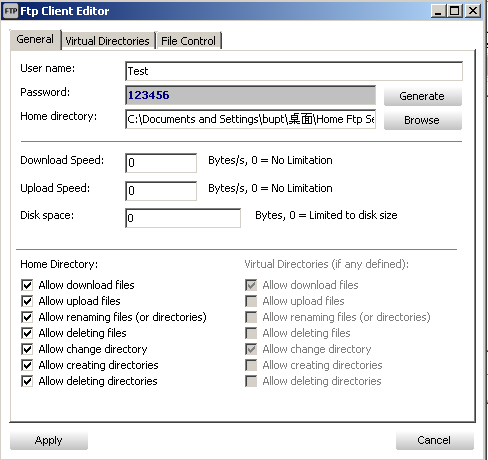 FTP Ftp Client Editor
General Virtual Directories File Control
User name: Test
Password: 123456 Generate
Home directory: C:\Documents and Settings\bupt\桌面\Home Ftp Se Browse
Download Speed: 0 Bytes/s, 0 = No Limitation
Upload Speed: 0 Bytes/s, 0 = No Limitation
Disk space: 0 Bytes, 0 = Limited to disk size
Home Directory: Virtual Directories (if any defined):
Allow download files Allow download files
Allow upload files Allow upload files
Allow renaming files (or directories) Allow renaming files (or directories)
Allow deleting files Allow deleting files
Allow change directory Allow change directory
Allow creating directories Allow creating directories
Allow deleting directories Allow deleting directories
Apply Cancel